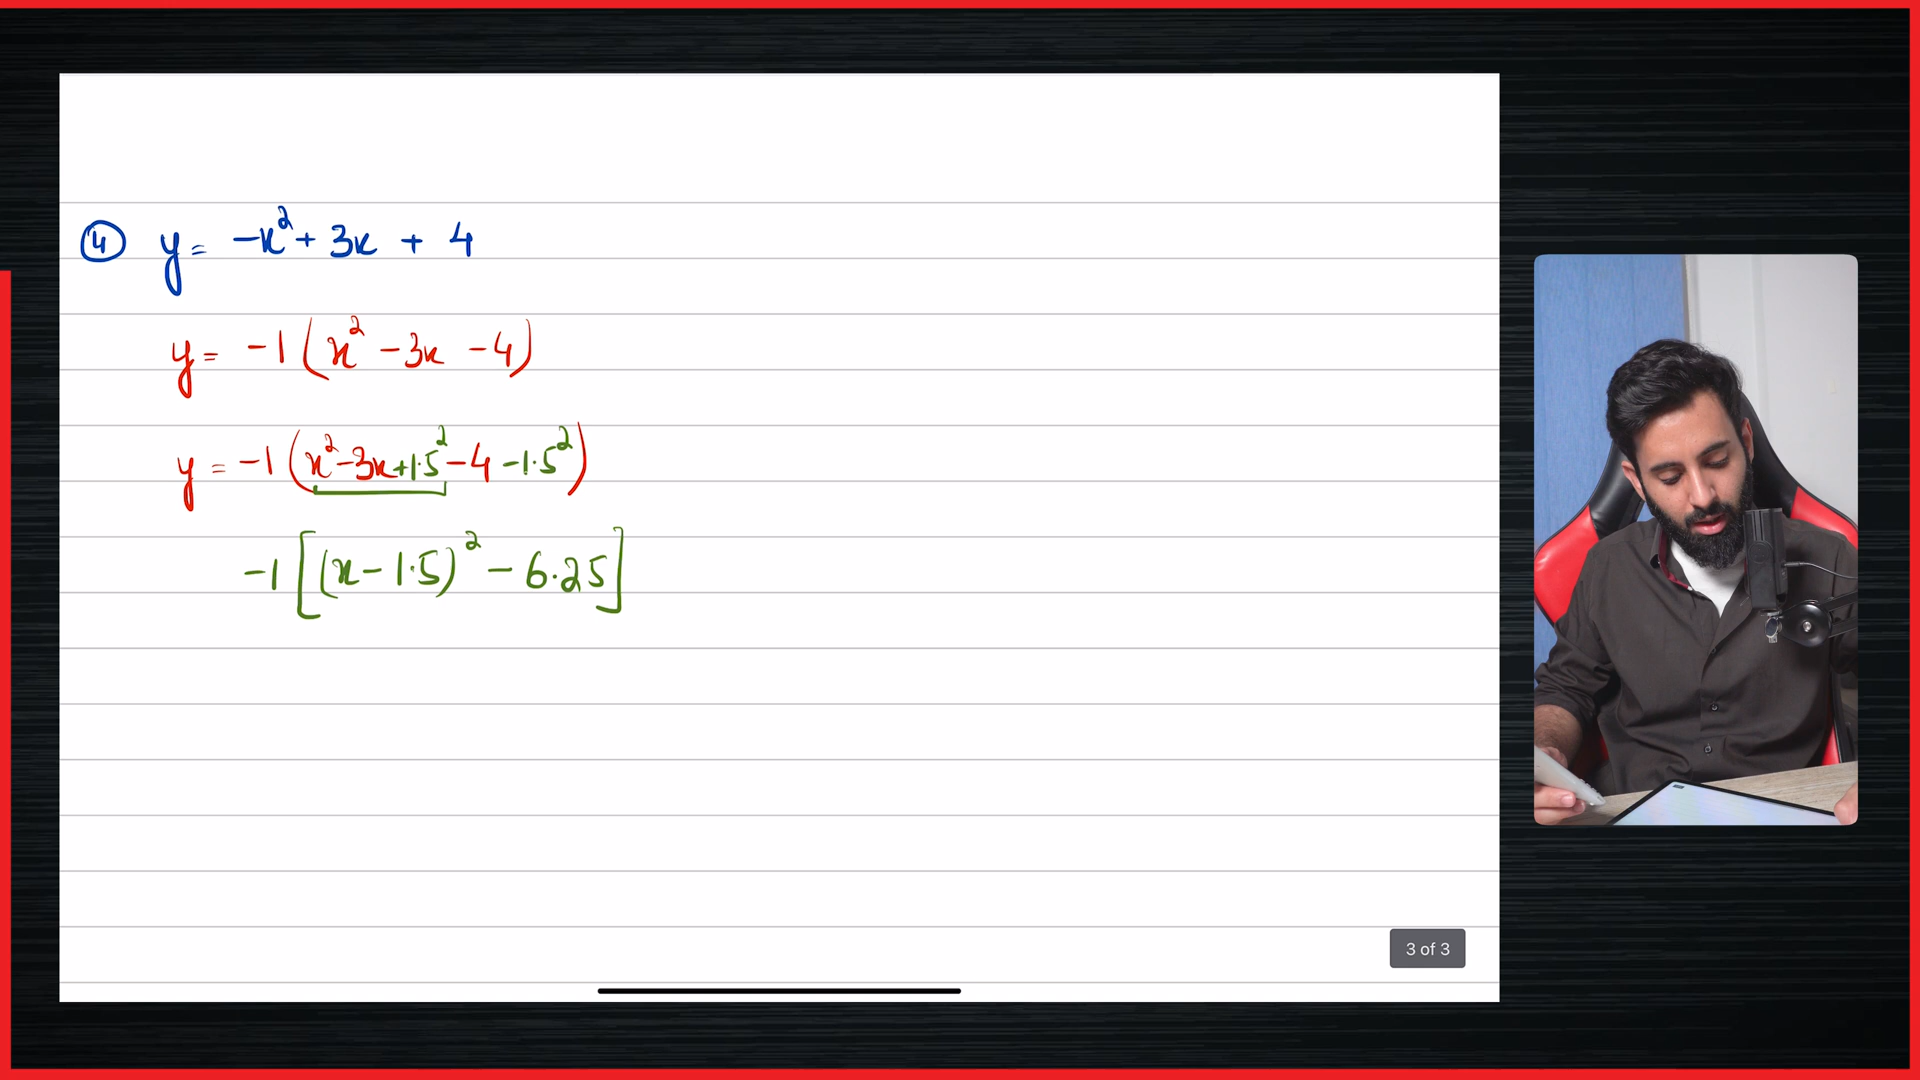 ④ y = -x² + 3x + 4
y = -1 (x² - 3x - 4)
y = -1 (x² - 3x + 1.5² - 4 - 1.5²)
-1 [(x - 1.5)² - 6.25]
3 of 3